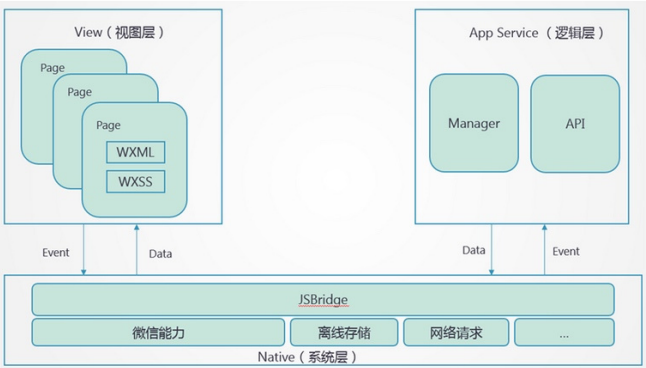 View（视图层）
Page
Page
Page
WXML
WXSS
App Service （逻辑层）
Manager
API
Event
Data
Data
Event
JSBridge
微信能力
离线存储
网络请求
...
Native（系统层）